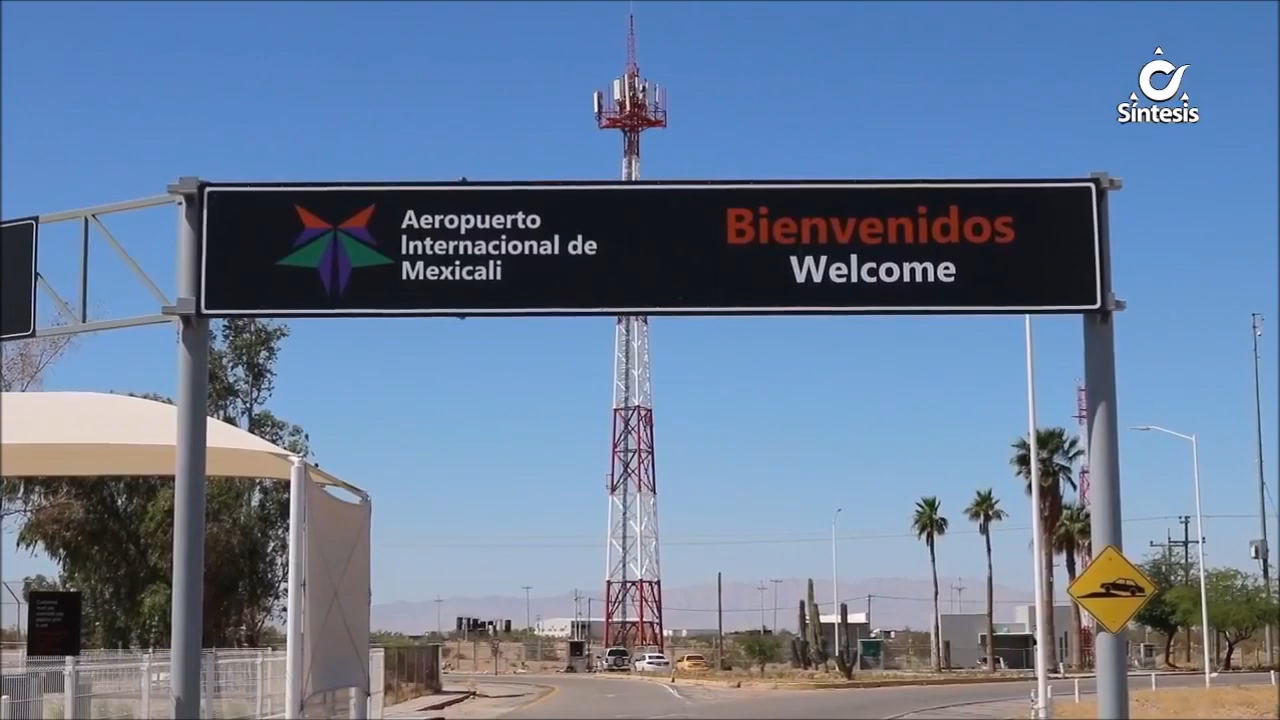 Síntesis
Aeropuerto
Internacional de
Mexicali
Bienvenidos
Welcome